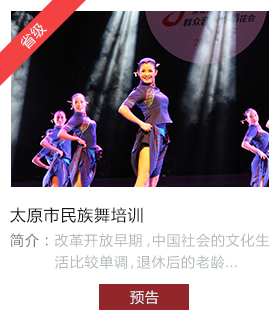 省级
群众
花会
太原市民族舞培训
简介：改革开放早期,中国社会的文化生
活比较单调,退休后的老龄...
预告